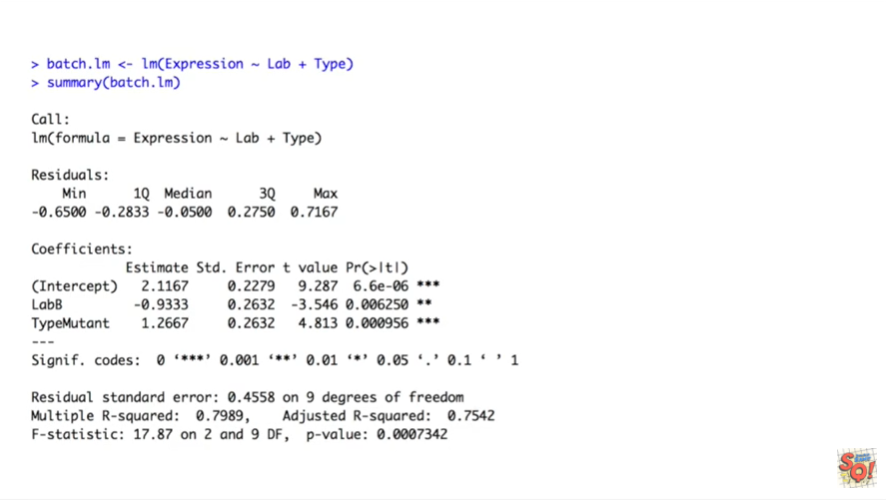 > batch.lm <- lm(Expression ~ Lab + Type)
> summary(batch.lm)
Call:
lm(formula = Expression ~ Lab + Type)
Residuals:
Min 1Q Median 3Q Max
-0.6500 -0.2833 -0.0500 0.2750 0.7167
Coefficients:
Estimate Std. Error t value Pr(>|t|)
(Intercept) 2.1167 0.2279 9.287 6.6e-06 ***
LabB -0.9333 0.2632 -3.546 0.006250 **
TypeMutant 1.2667 0.2632 4.813 0.000956 ***
---
Signif. codes: 0 ‘***’ 0.001 ‘**’ 0.01 ‘*’ 0.05 ‘.’ 0.1 ‘ ’ 1
Residual standard error: 0.4558 on 9 degrees of freedom
Multiple R-squared: 0.7989, Adjusted R-squared: 0.7542
F-statistic: 17.87 on 2 and 9 DF, p-value: 0.0007342
SQ!